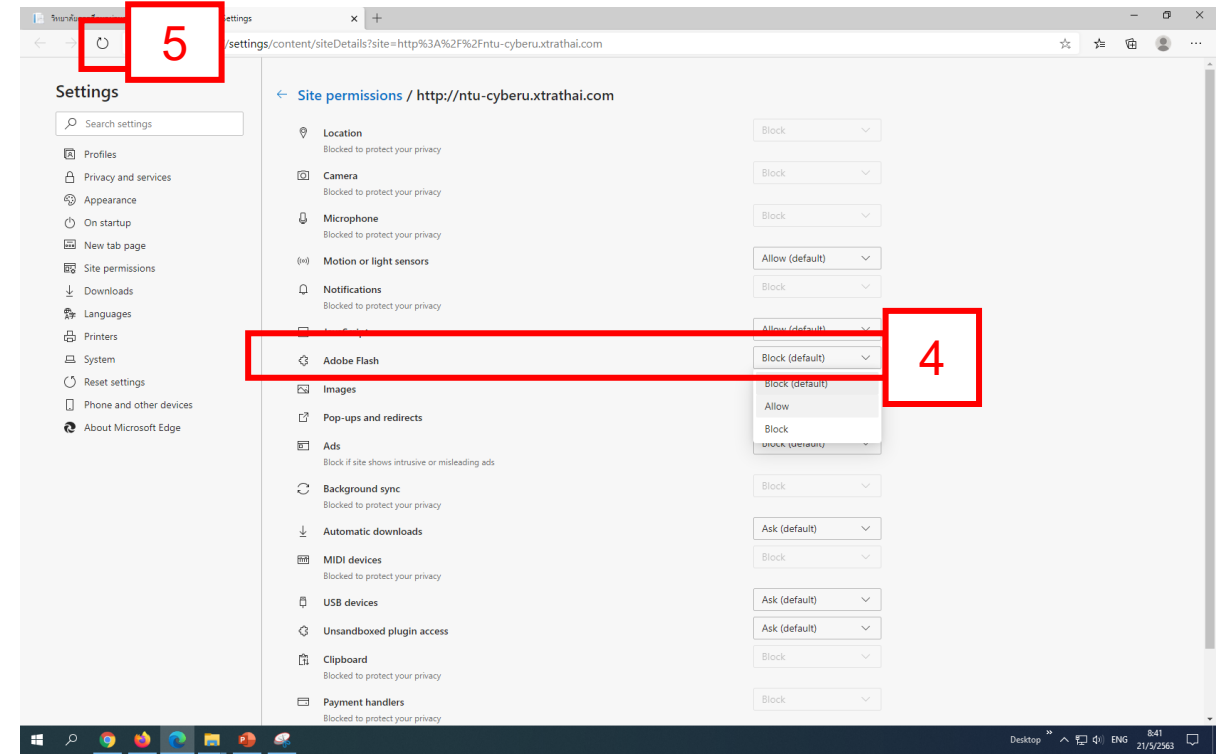 ettings
5
/settings/content/siteDetails?site=http%3A%2F%2Fntu-cyberu.xtrathai.com
Settings
Search settings
Profiles
Privacy and services
Appearance
On startup
New tab page
Site permissions
Downloads
Languages
Printers
System
Reset settings
Phone and other devices
About Microsoft Edge
Site permissions / http://ntu-cyberu.xtrathai.com
Location Block
Blocked to protect your privacy
Camera Block
Blocked to protect your privacy
Microphone Block
Blocked to protect your privacy
Motion or light sensors Allow (default)
Notifications Block
Blocked to protect your privacy
Allow (default)
Adobe Flash Block (default)
4
Images Block (default)
Allow
Pop-ups and redirects Block
Ads Block (default)
Block if site shows intrusive or misleading ads
Background sync Block
Blocked to protect your privacy
Automatic downloads Ask (default)
MIDI devices Block
Blocked to protect your privacy
USB devices Ask (default)
Unsandboxed plugin access Ask (default)
Clipboard Block
Blocked to protect your privacy
Payment handlers Block
Blocked to protect your privacy
Desktop ENG 8:41
21/5/2563